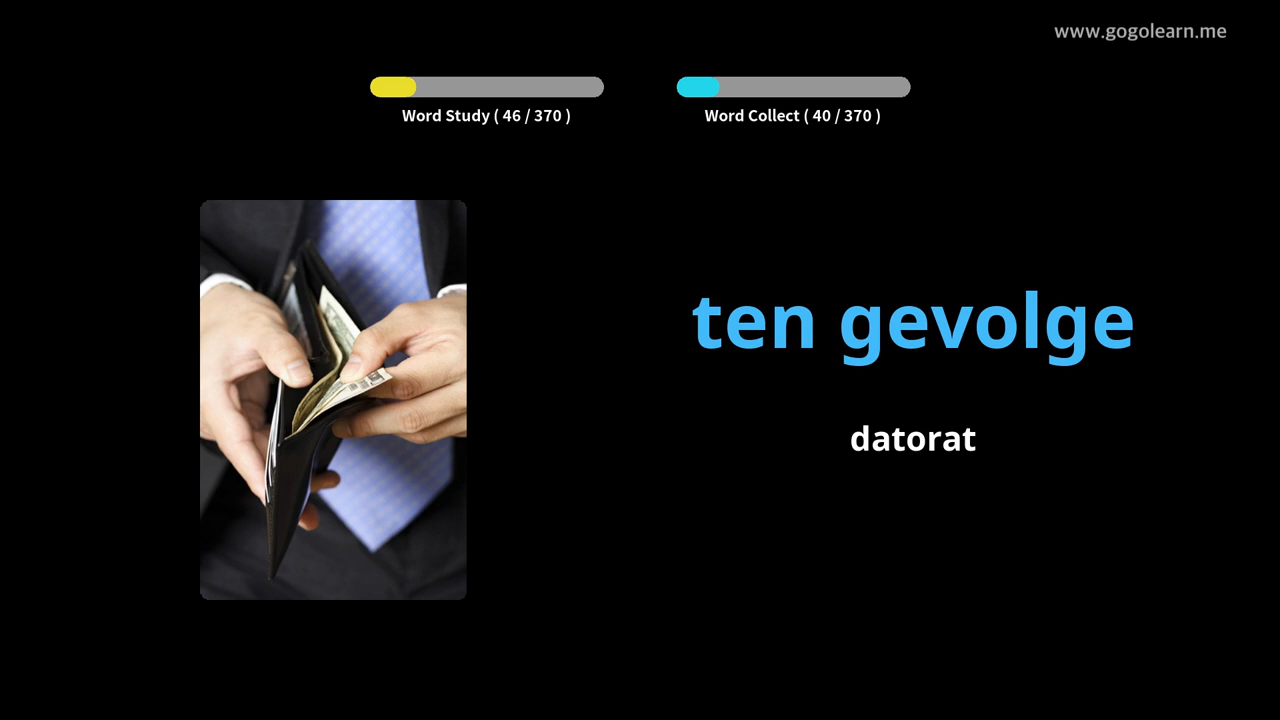 www.gogolearn.me
Word Study ( 46 / 370 )
Word Collect ( 40 / 370 )
ten gevolge
datorat